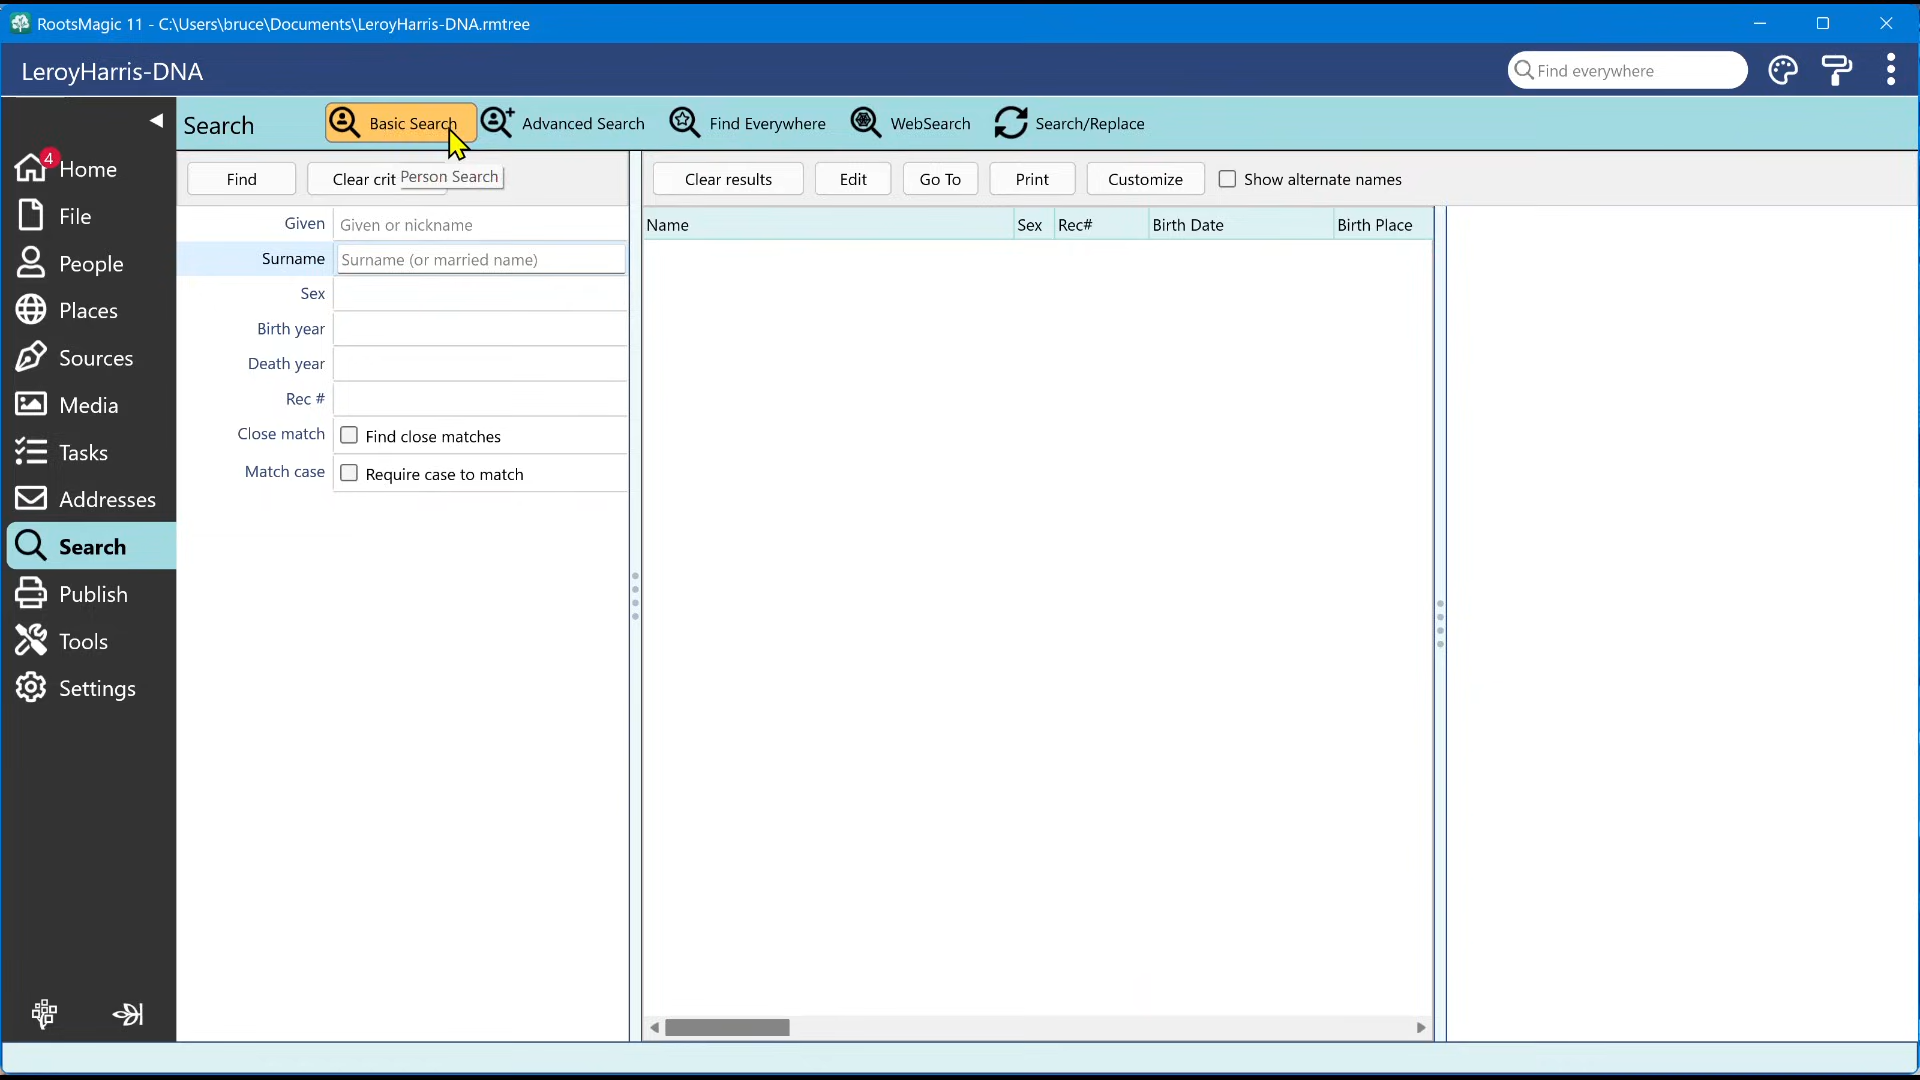 RootsMagic 11 - C:\Users\bruce\Documents\LeroyHarris-DNA.rmtree
LeroyHarris-DNA
Find everywhere
Search
Basic Search
Advanced Search
Find Everywhere
WebSearch
Search/Replace
4
Home
File
People
Places
Sources
Media
Tasks
Addresses
Search
Publish
Tools
Settings
Find
Clear crit
Person Search
Given
Given or nickname
Surname
Surname (or married name)
Sex
Birth year
Death year
Rec #
Close match
Find close matches
Match case
Require case to match
Clear results
Edit
Go To
Print
Customize
Show alternate names
Name
Sex
Rec#
Birth Date
Birth Place